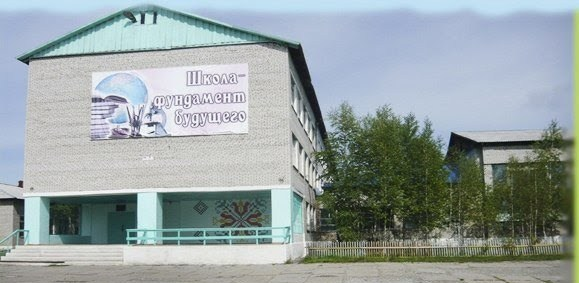 Школа-
фундамент
будущего